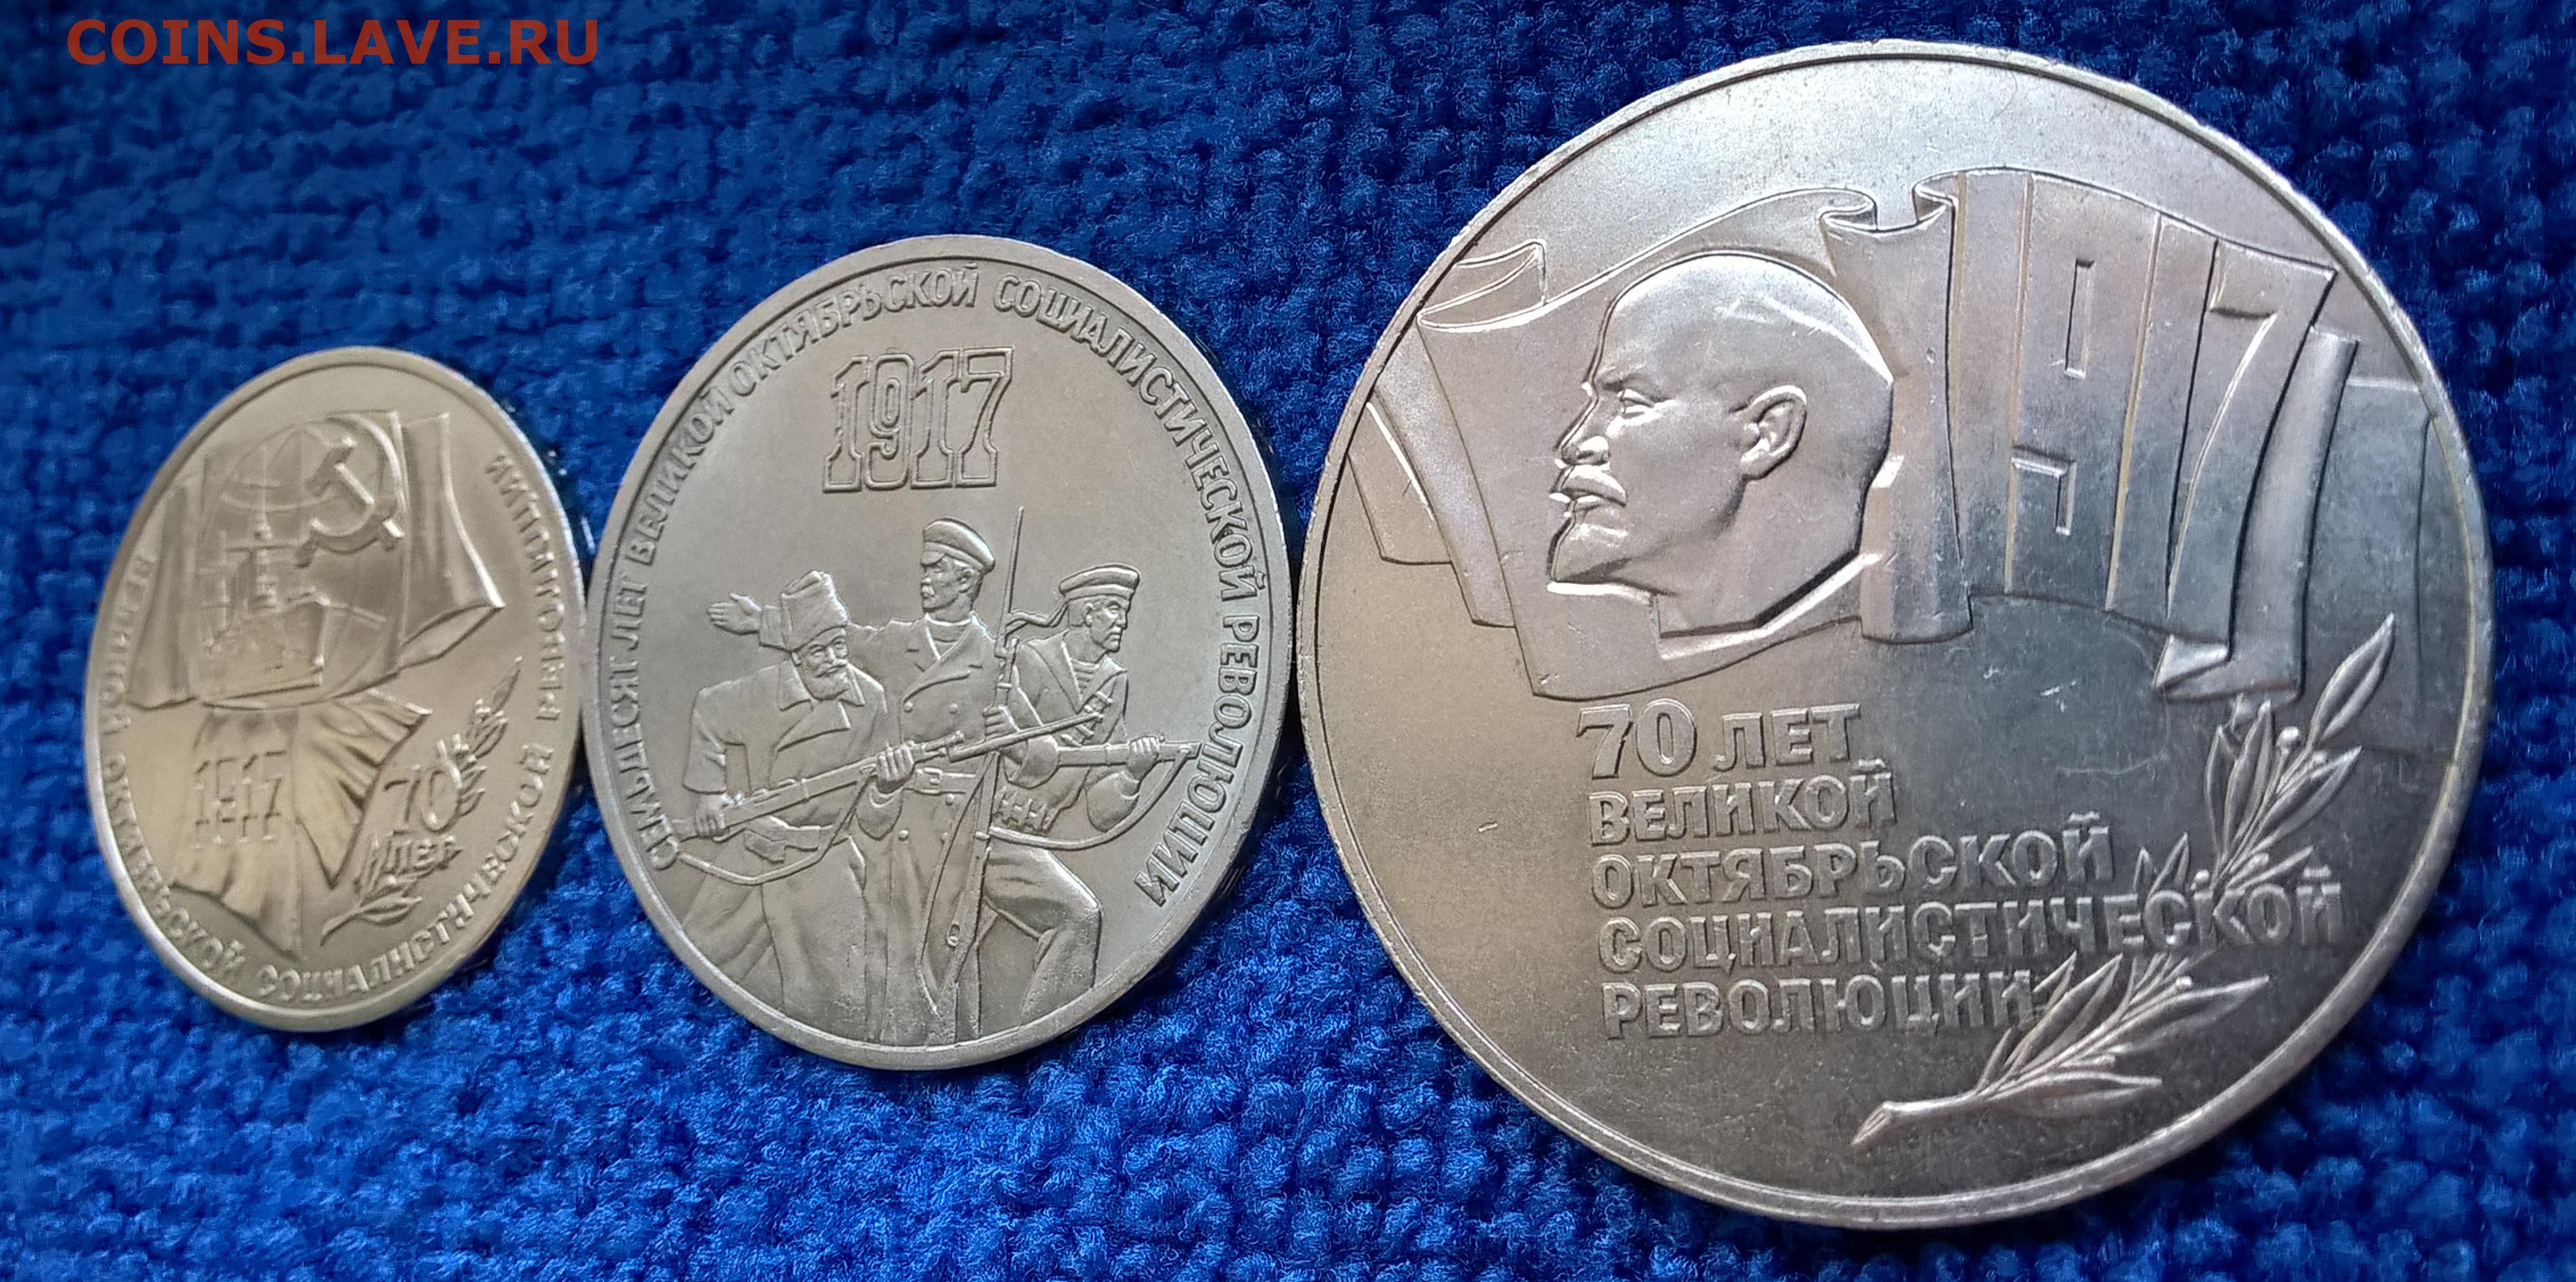 COINS.LAVE.RU
ВЕЛИКОЙ ОКТЯБРЬСКОЙ СОЦИАЛИСТИЧЕСКОЙ РЕВОЛЮЦИИ
1917
70
ЛЕТ
СЕМЬДЕСЯТ ЛЕТ ВЕЛИКОЙ ОКТЯБРЬСКОЙ СОЦИАЛИСТИЧЕСКОЙ РЕВОЛЮЦИИ
1917
1917
70 ЛЕТ
ВЕЛИКОЙ
ОКТЯБРЬСКОЙ
СОЦИАЛИСТИЧЕСКОЙ
РЕВОЛЮЦИИ